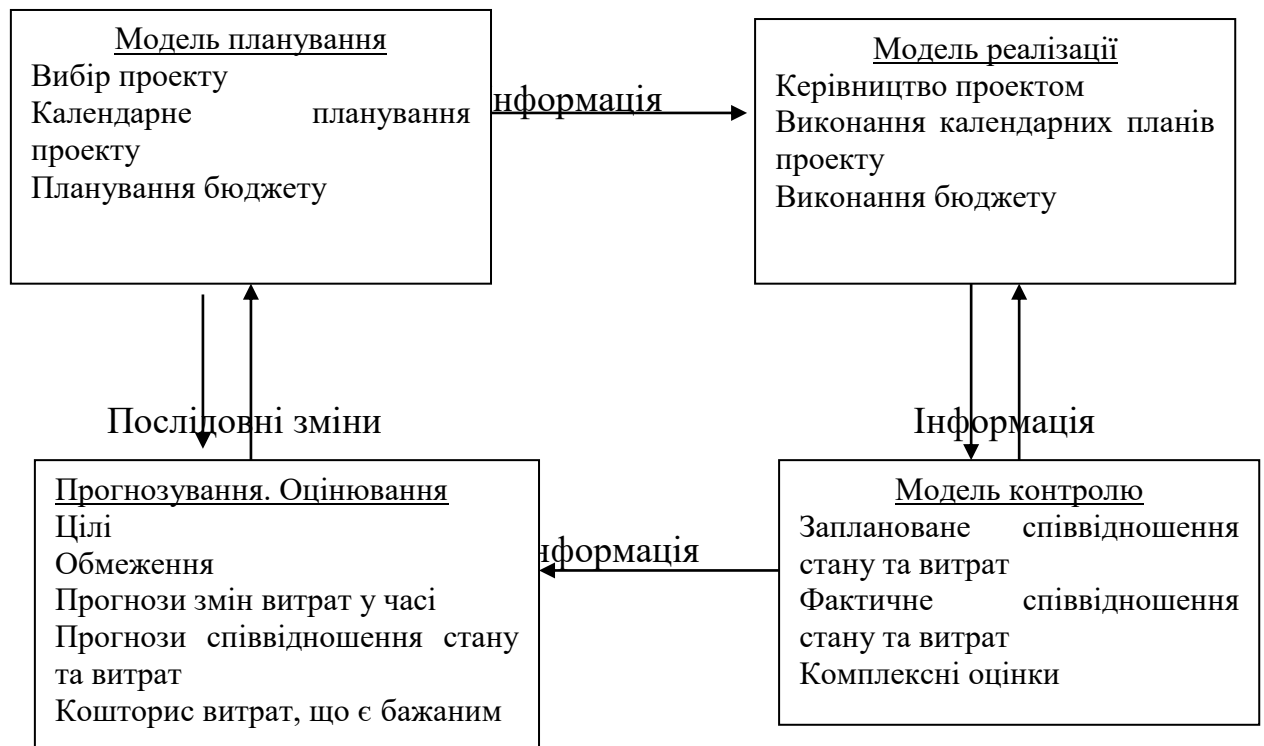 Модель планування
Вибір проекту
Календарне планування
проекту
Планування бюджету
нформація
Модель реалізації
Керівництво проектом
Виконання календарних планів
проекту
Виконання бюджету
Послідовні зміни
Інформація
Прогнозування. Оцінювання
Цілі
Обмеження
Прогнози змін витрат у часі
Прогнози співвідношення стану
та витрат
Кошторис витрат, що є бажаним
нформація
Модель контролю
Заплановане співвідношення
стану та витрат
Фактичне співвідношення
стану та витрат
Комплексні оцінки